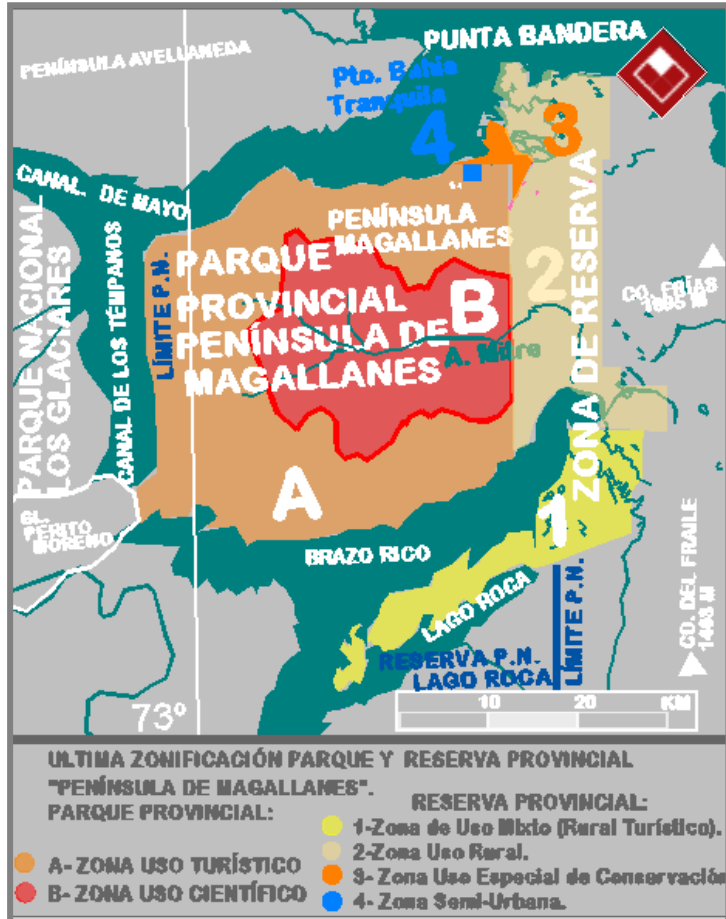 PENÍNSULA AVELLANEDA
PUNTA BANDERA
Pto. Bahía
Tranquila
4
3
CANAL. DE MAYO
PENÍNSULA
MAGALLANES
PARQUE
PROVINCIAL
PENÍNSULA DE
MAGALLANES
B
2
A. Mitre
ZONA DE RESERVA
CO. FRÍAS
PARQUE NACIONAL
LOS GLACIARES
CANAL DE LOS TÉMPANOS
LÍMITE P.N.
GL.
PERITO
MORENO
A
1
BRAZO RICO
LAGO ROCA
RESERVA P.N.
LAGO ROCA
LÍMITE P.N.
CO. DEL FRAILE
73º
10 20 KM
ULTIMA ZONIFICACIÓN PARQUE Y RESERVA PROVINCIAL
"PENÍNSULA DE MAGALLANES".
PARQUE PROVINCIAL:
A- ZONA USO TURÍSTICO
B- ZONA USO CIENTÍFICO
RESERVA PROVINCIAL:
1-Zona de Uso Mixto (Rural Turístico).
2-Zona Uso Rural.
3- Zona Uso Especial de Conservación
4- Zona Semi-Urbana.